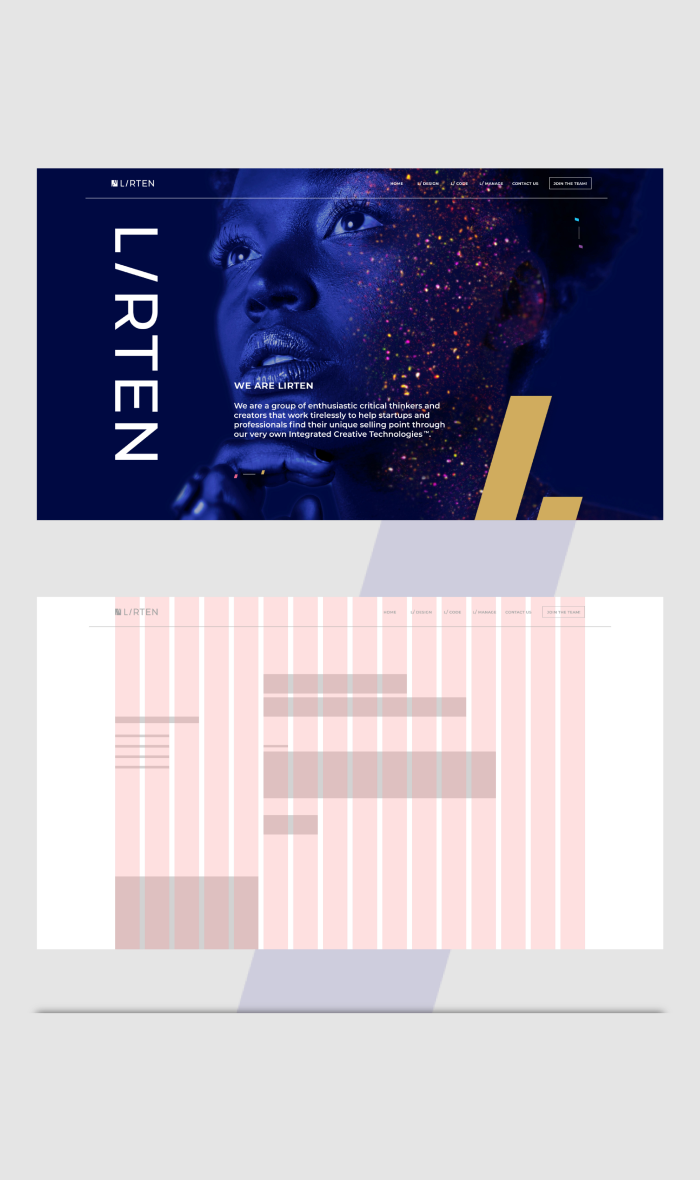 L/RTEN
HOME L/ DESIGN L/ CODE L/ MANAGE CONTACT US JOIN THE TEAM!
L/RTEN
WE ARE LIRTEN
We are a group of enthusiastic critical thinkers and
creators that work tirelessly to help startups and
professionals find their unique selling point through
our very own Integrated Creative Technologies™.
L/RTEN
HOME L/ DESIGN L/ CODE L/ MANAGE CONTACT US JOIN THE TEAM!